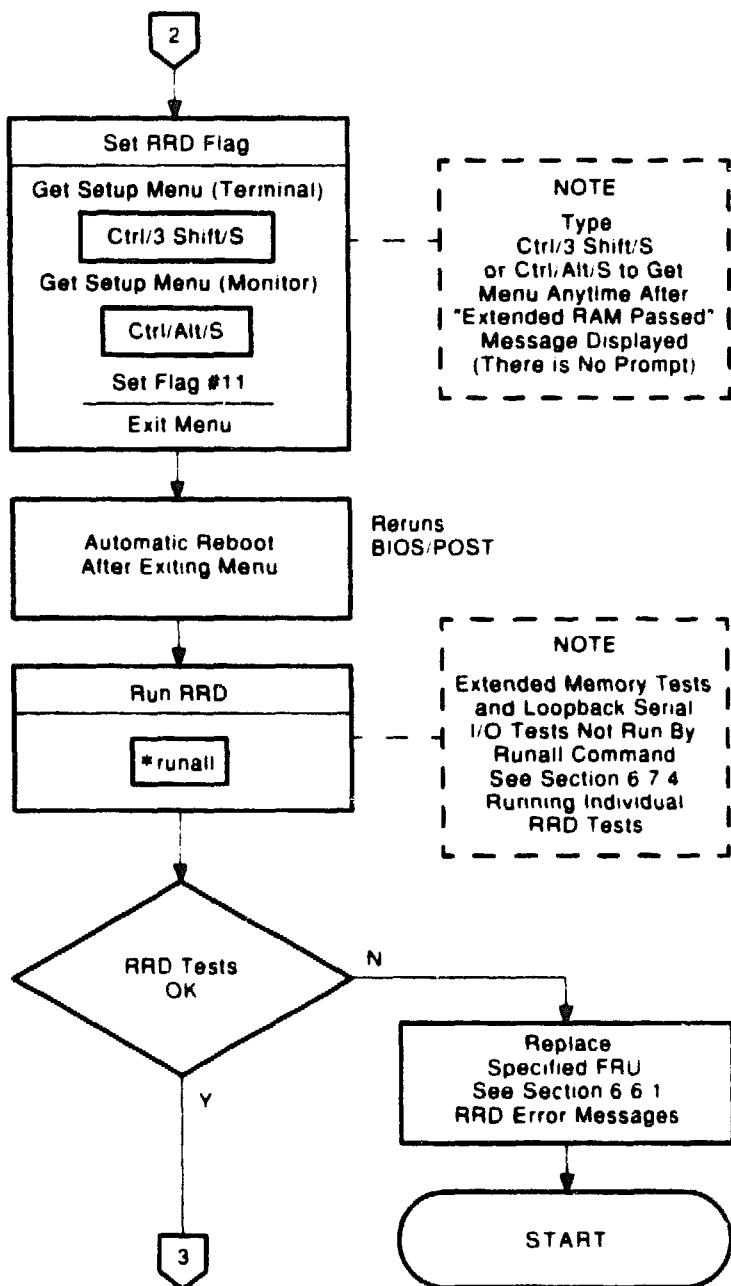 2
Set RRD Flag
Get Setup Menu (Terminal)
Ctrl/3 Shift/S
Get Setup Menu (Monitor)
Ctrl/Alt/S
Set Flag #11
Exit Menu
NOTE
Type
Ctrl/3 Shift/S
or Ctrl/Alt/S to Get
Menu Anytime After
"Extended RAM Passed"
Message Displayed
(There is No Prompt)
Automatic Reboot
After Exiting Menu
Reruns
BIOS/POST
Run RRD
*runall
NOTE
Extended Memory Tests
and Loopback Serial
I/O Tests Not Run By
Runall Command
See Section 6 7 4
Running Individual
RRD Tests
RRD Tests
OK
N
Y
Replace
Specified FRU
See Section 6 6 1
RRD Error Messages
START
3